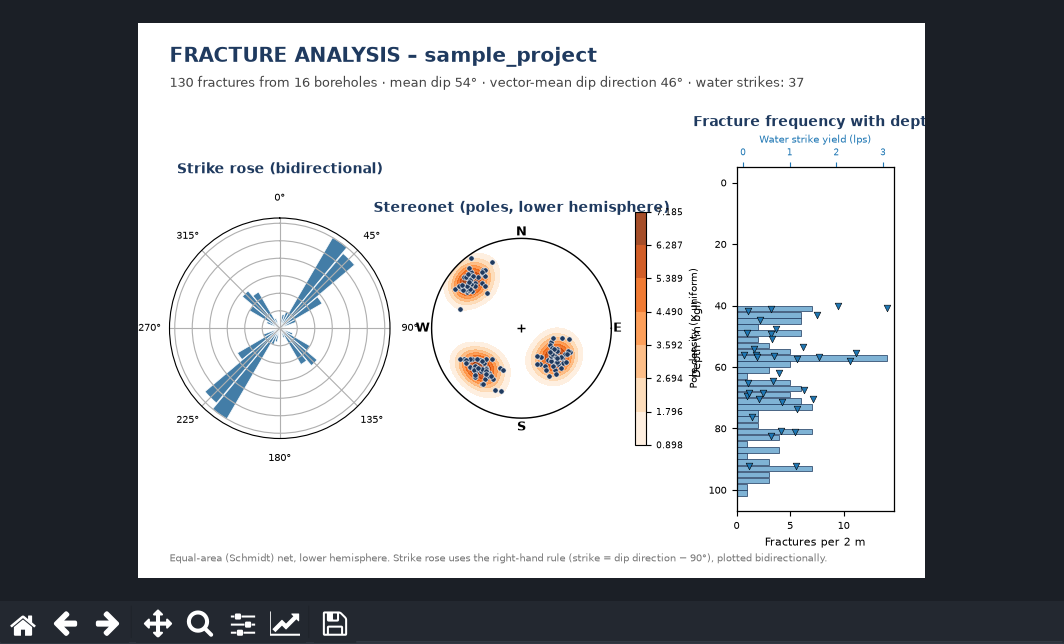 FRACTURE ANALYSIS – sample_project
130 fractures from 16 boreholes · mean dip 54° · vector-mean dip direction 46° · water strikes: 37
Strike rose (bidirectional)
0°
45°
90°
135°
180°
225°
270°
315°
Stereonet (poles, lower hemisphere)
N
E
S
W
7.185
6.287
5.389
4.490
3.592
2.694
1.796
0.898
Fracture frequency with dept
Water strike yield (lps)
0 1 2 3
0
20
40
60
80
100
0 5 10
Fractures per 2 m
Equal-area (Schmidt) net, lower hemisphere. Strike rose uses the right-hand rule (strike = dip direction − 90°), plotted bidirectionally.